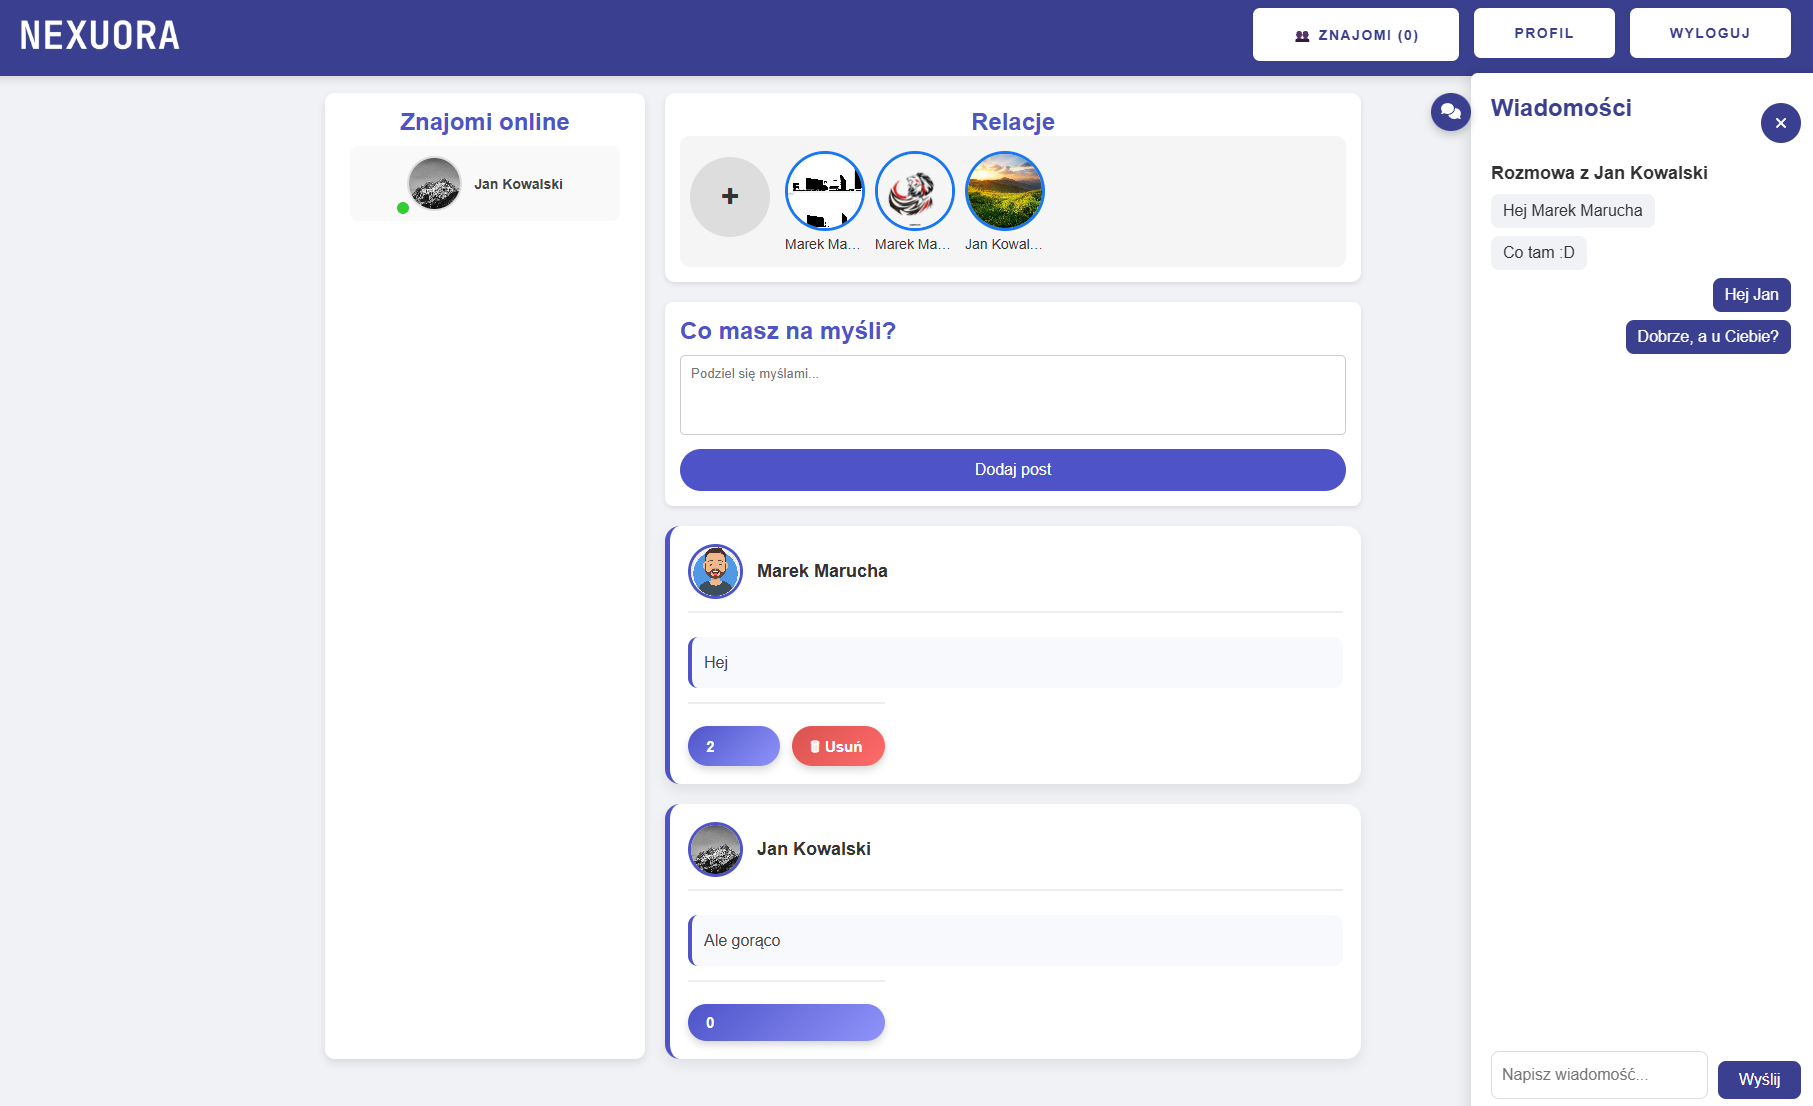 NEXUORA
ZNAJOMI (0)
PROFIL
WYLOGUJ
Znajomi online
Jan Kowalski
Relacje
+
Marek Ma...
Marek Ma...
Jan Kowal...
Co masz na myśli?
Podziel się myślami...
Dodaj post
Marek Marucha
Hej
2
Usuń
Jan Kowalski
Ale gorąco
0
Wiadomości
×
Rozmowa z Jan Kowalski
Hej Marek Marucha
Co tam :D
Hej Jan
Dobrze, a u Ciebie?
Napisz wiadomość...
Wyślij